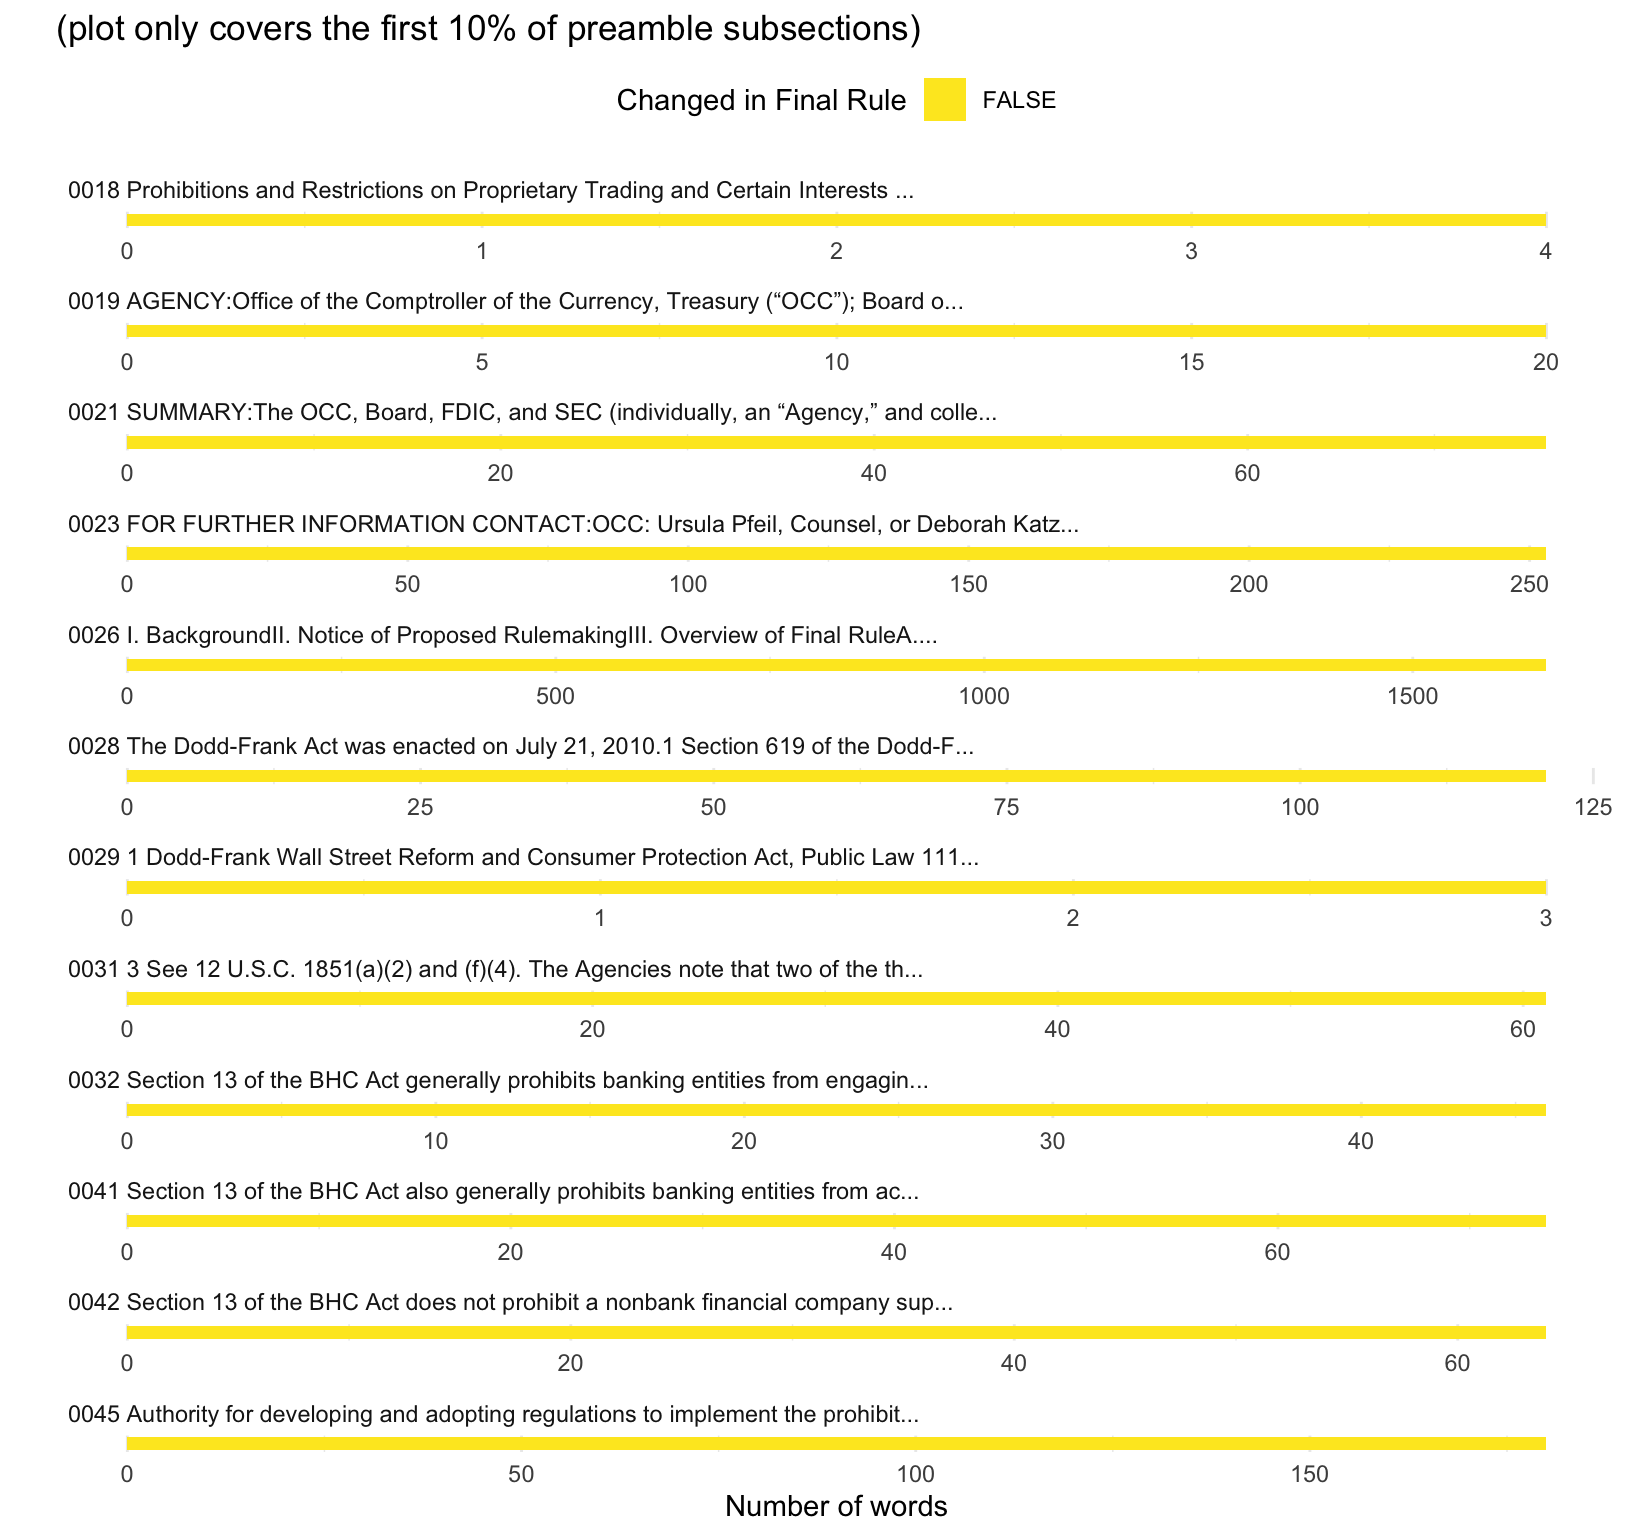 (plot only covers the first 10% of preamble subsections)
Changed in Final Rule FALSE
0018 Prohibitions and Restrictions on Proprietary Trading and Certain Interests ...
0 1 2 3 4
0019 AGENCY:Office of the Comptroller of the Currency, Treasury (“OCC”); Board o...
0 5 10 15 20
0021 SUMMARY:The OCC, Board, FDIC, and SEC (individually, an “Agency,” and colle...
0 20 40 60
0023 FOR FURTHER INFORMATION CONTACT:OCC: Ursula Pfeil, Counsel, or Deborah Katz...
0 50 100 150 200 250
0026 I. BackgroundII. Notice of Proposed RulemakingIII. Overview of Final RuleA....
0 500 1000 1500
0028 The Dodd-Frank Act was enacted on July 21, 2010.1 Section 619 of the Dodd-F...
0 25 50 75 100 125
0029 1 Dodd-Frank Wall Street Reform and Consumer Protection Act, Public Law 111...
0 1 2 3
0031 3 See 12 U.S.C. 1851(a)(2) and (f)(4). The Agencies note that two of the th...
0 20 40 60
0032 Section 13 of the BHC Act generally prohibits banking entities from engagin...
0 10 20 30 40
0041 Section 13 of the BHC Act also generally prohibits banking entities from ac...
0 20 40 60
0042 Section 13 of the BHC Act does not prohibit a nonbank financial company sup...
0 20 40 60
0045 Authority for developing and adopting regulations to implement the prohibit...
0 50 100 150
Number of words